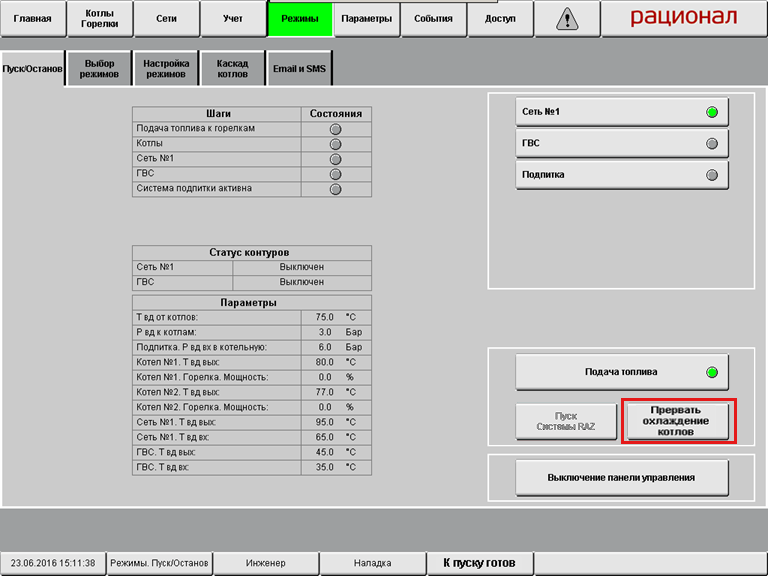 Главная
Котлы
Горелки
Сети
Учет
Режимы
Параметры
События
Доступ
!
рационал
Пуск/Останов
Выбор
режимов
Настройка
режимов
Каскад
котлов
Email и SMS
Шаги Состояния
Подача топлива к горелкам
Котлы
Сеть №1
ГВС
Система подпитки активна
Статус контуров
Сеть №1 Выключен
ГВС Выключен
Параметры
Т вд от котлов: 75.0 °C
Р вд к котлам: 3.0 Бар
Подпитка. Р вд вх в котельную: 6.0 Бар
Котел №1. Т вд вых: 80.0 °C
Котел №1. Горелка. Мощность: 0.0 %
Котел №2. Т вд вых: 77.0 °C
Котел №2. Горелка. Мощность: 0.0 %
Сеть №1. Т вд вых: 95.0 °C
Сеть №1. Т вд вх: 65.0 °C
ГВС. Т вд вых: 45.0 °C
ГВС. Т вд вх: 35.0 °C
Сеть №1
ГВС
Подпитка
Подача топлива
Пуск
Системы RAZ
Прервать
охлаждение
котлов
Выключение панели управления
23.06.2016 15:11:38
Режимы. Пуск/Останов
Инженер
Наладка
К пуску готов